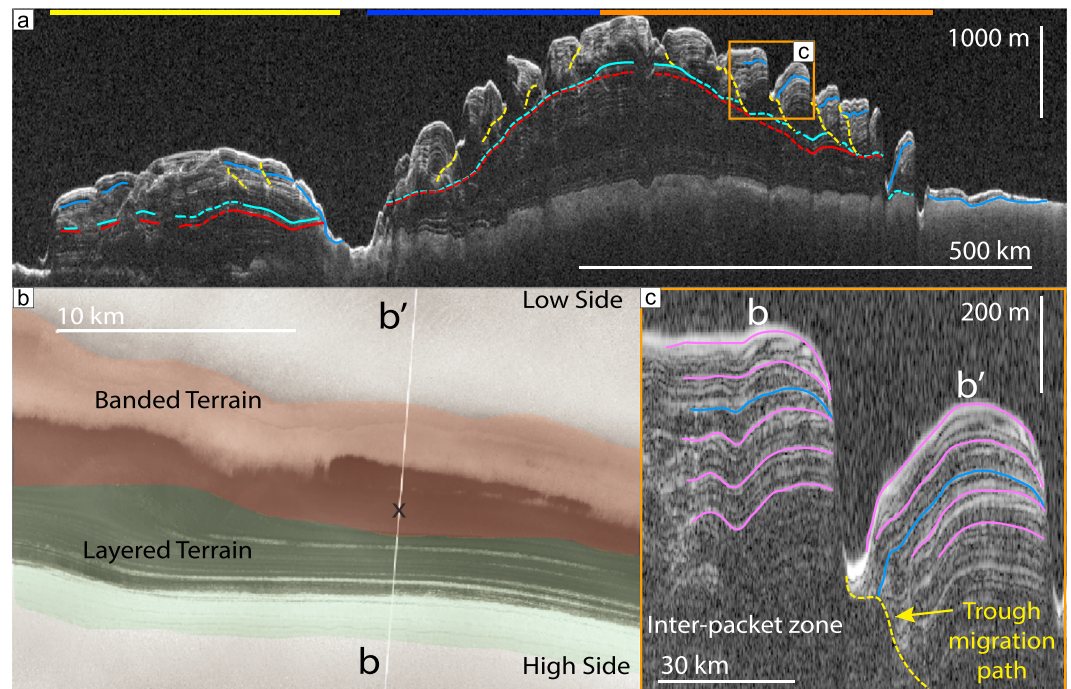 a
c
1000 m
500 km
b
10 km
b′
Low Side
Banded Terrain
x
Layered Terrain
b
High Side
c
200 m
b
b′
Inter-packet zone
30 km
Trough
migration
path